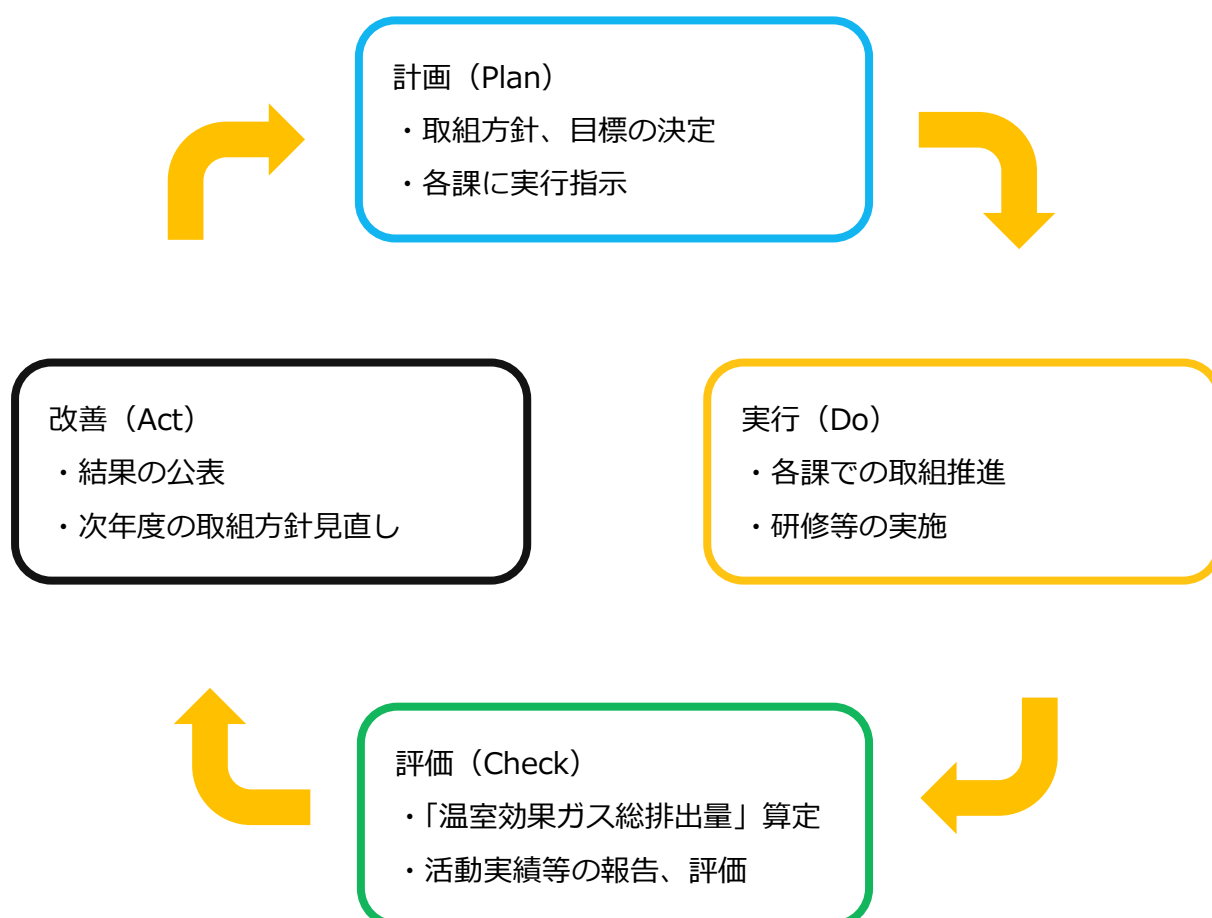 計画（Plan）
・取組方針、目標の決定
・各課に実行指示
実行（Do）
・各課での取組推進
・研修等の実施
評価（Check）
・「温室効果ガス総排出量」算定
・活動実績等の報告、評価
改善（Act）
・結果の公表
・次年度の取組方針見直し